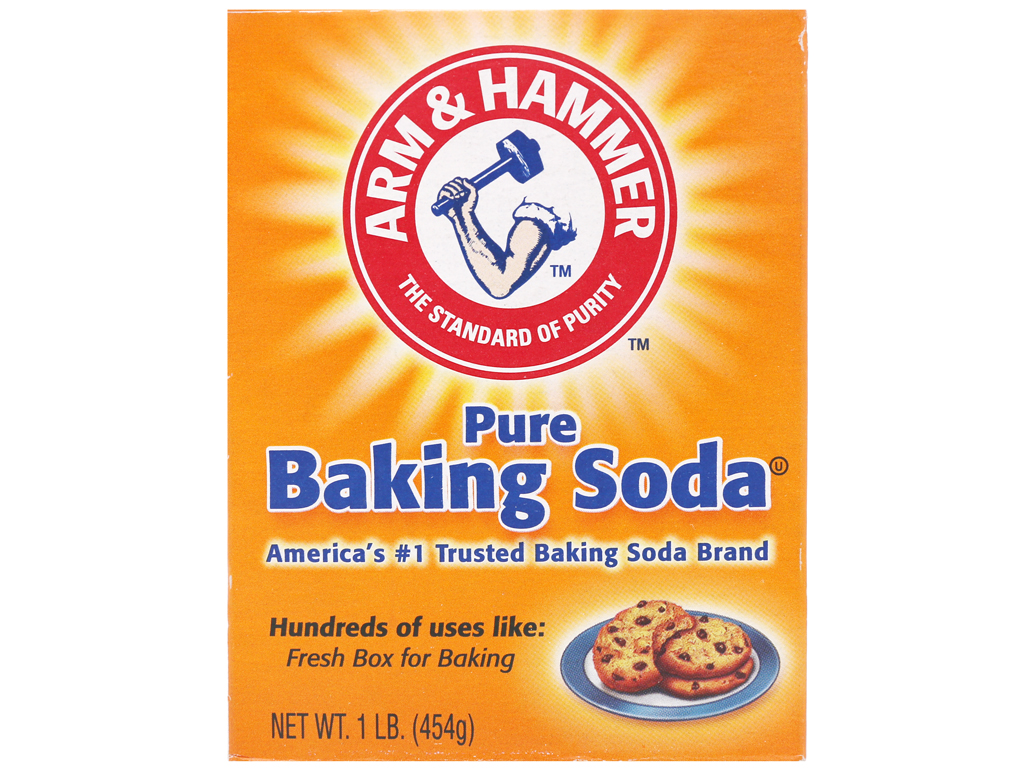 ARM & HAMMER
TM
THE STANDARD OF PURITY
TM
Pure
Baking Soda Ⓤ
America's #1 Trusted Baking Soda Brand
Hundreds of uses like:
Fresh Box for Baking
NET WT. 1 LB. (454g)